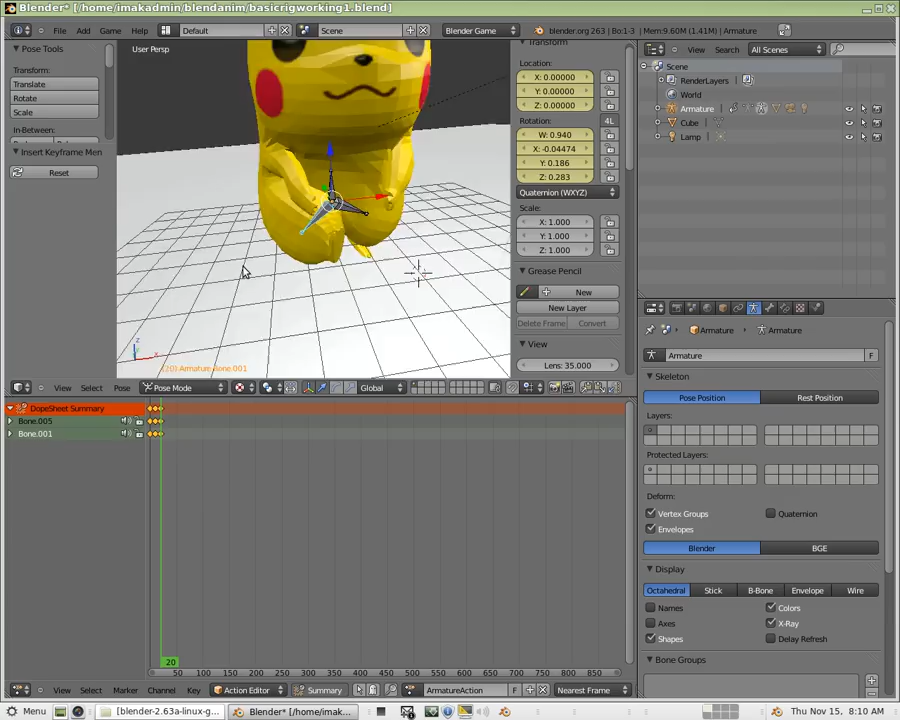 Blender* [/home/imakadmin/blendanim/basicrigworking1.blend]
File Add Game Render Window Help Default Scene Blender Game blender.org 263 | Bo:1-3 | Mem:9.60M (1.41M) | Armature
Pose Tools
Transform:
Translate
Rotate
Scale
In-Between:
Insert Keyframe Men
Reset
User Persp
(20) Armature Bone.001
Transform
Location:
X: 0.00000
Y: 0.00000
Z: 0.00000
Rotation: 4L
W: 0.940
X: -0.04474
Y: 0.186
Z: 0.283
Quaternion (WXYZ)
Scale:
X: 1.000
Y: 1.000
Z: 1.000
Grease Pencil
New
New Layer
Delete Frame Convert
View
Lens: 35.000
View Select Pose Pose Mode Global
View Search All Scenes
Scene
RenderLayers
World
Armature
Cube
Lamp
Armature Armature
Armature F
Skeleton
Pose Position Rest Position
Layers:
Protected Layers:
Deform:
Vertex Groups Quaternion
Envelopes
Blender BGE
Display
Octahedral Stick B-Bone Envelope Wire
Names Colors
Axes X-Ray
Shapes Delay Refresh
Bone Groups
DopeSheet Summary
Bone.005
Bone.001
20
50 100 150 200 250 300 350 400 450 500 550 600 650 700 750 800 850
View Select Marker Channel Key Action Editor Summary ArmatureAction F Nearest Frame
Menu [blender-2.63a-linux-g... Blender* [/home/imak... Thu Nov 15, 8:10 AM